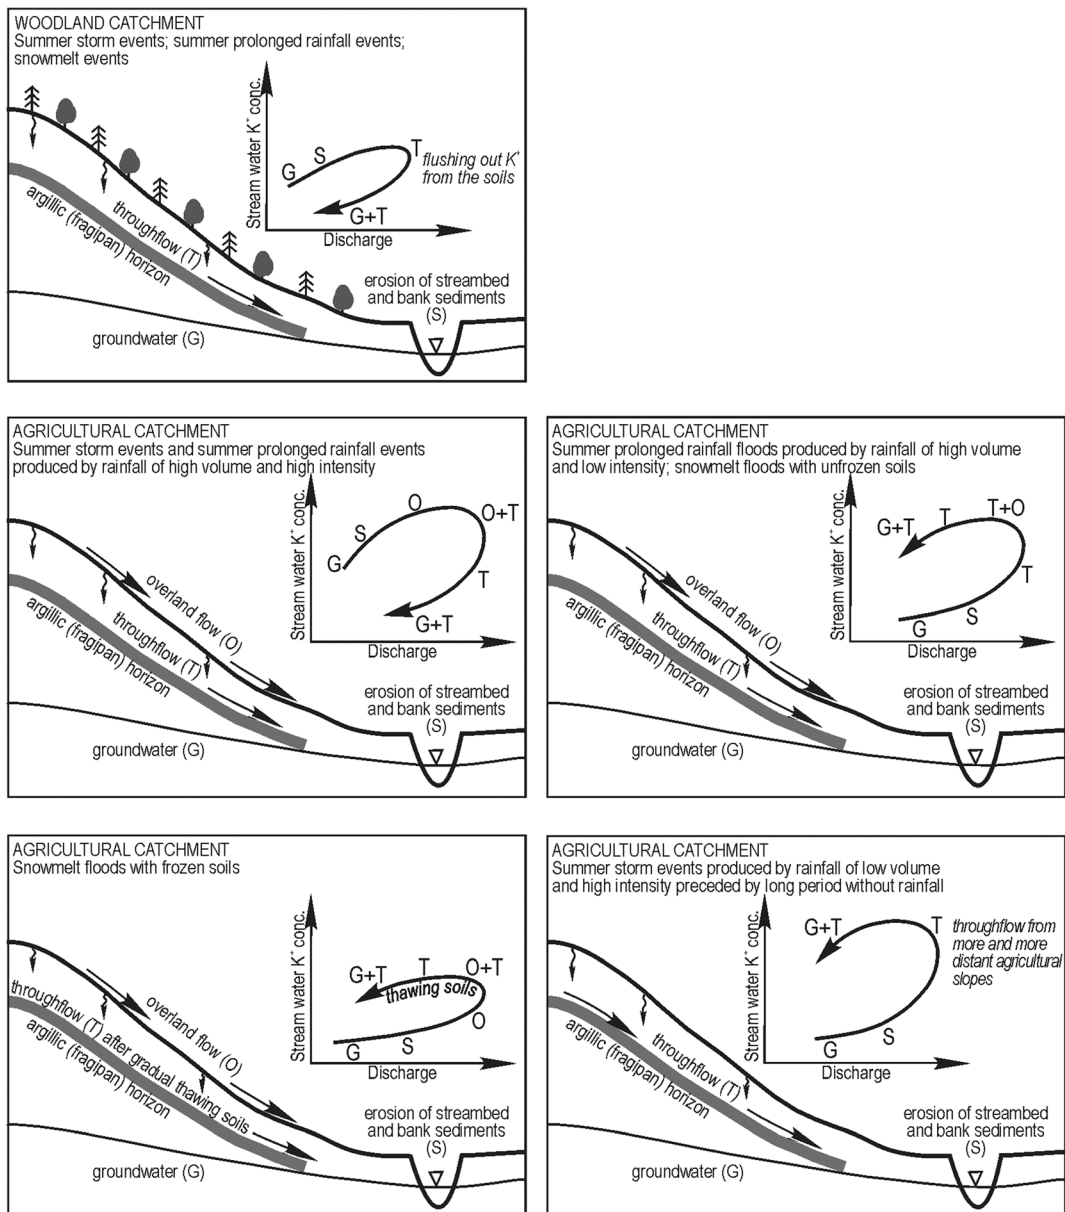 WOODLAND CATCHMENT
Summer storm events; summer prolonged rainfall events;
snowmelt events
Stream water K⁺ conc.
G
S
T
flushing out K⁺
from the soils
G+T
Discharge
throughflow (T)
argillic (fragipan) horizon
erosion of streambed
and bank sediments
(S)
groundwater (G)
AGRICULTURAL CATCHMENT
Summer storm events and summer prolonged rainfall events
produced by rainfall of high volume and high intensity
Stream water K⁺ conc.
G
S
O
O+T
T
G+T
Discharge
overland flow (O)
throughflow (T)
argillic (fragipan) horizon
erosion of streambed
and bank sediments
(S)
groundwater (G)
AGRICULTURAL CATCHMENT
Summer prolonged rainfall floods produced by rainfall of high volume
and low intensity; snowmelt floods with unfrozen soils
Stream water K⁺ conc.
G+T
T
T+O
T
S
G
Discharge
overland flow (O)
throughflow (T)
argillic (fragipan) horizon
erosion of streambed
and bank sediments
(S)
groundwater (G)
AGRICULTURAL CATCHMENT
Snowmelt floods with frozen soils
Stream water K⁺ conc.
G+T
T
O+T
thawing soils
O
S
G
Discharge
overland flow (O)
throughflow (T) after gradual thawing soils
argillic (fragipan) horizon
erosion of streambed
and bank sediments
(S)
groundwater (G)
AGRICULTURAL CATCHMENT
Summer storm events produced by rainfall of low volume
and high intensity preceded by long period without rainfall
Stream water K⁺ conc.
G+T
T
throughflow from
more and more
distant agricultural
slopes
S
G
Discharge
throughflow (T)
argillic (fragipan) horizon
erosion of streambed
and bank sediments
(S)
groundwater (G)